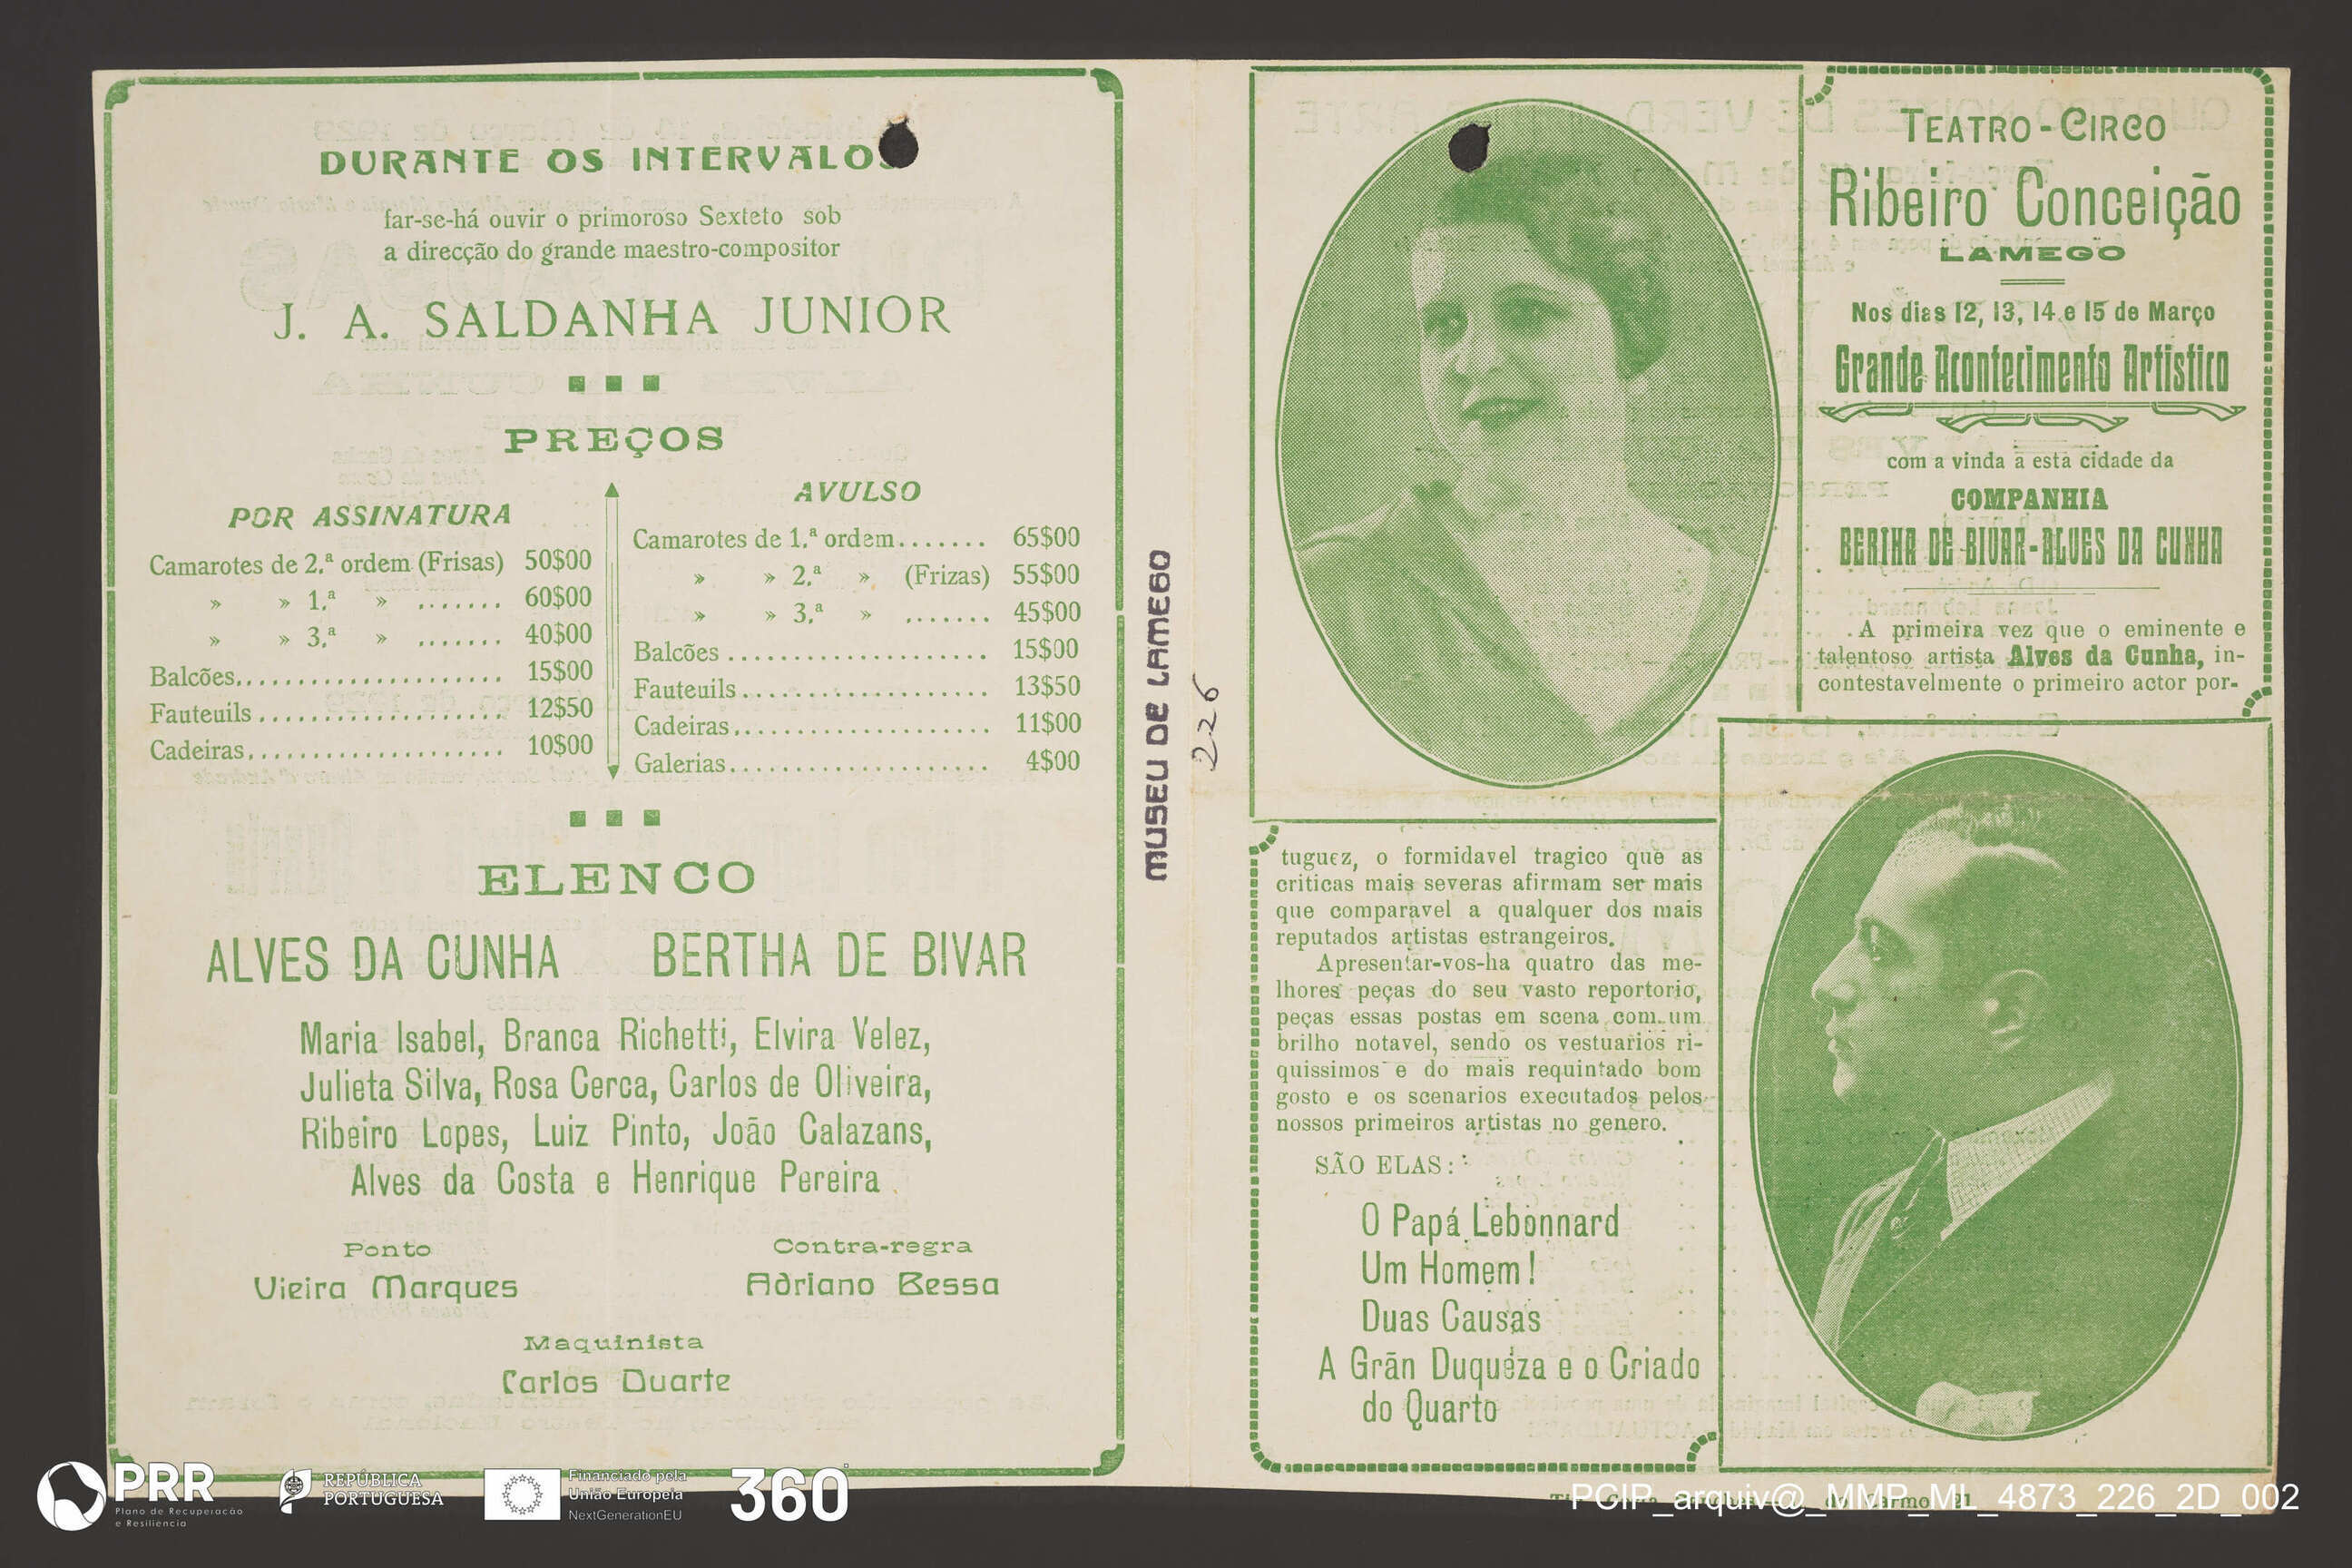 DURANTE OS INTERVALOS
far-se-há ouvir o primoroso Sexteto sob
a direcção do grande maestro-compositor
J. A. SALDANHA JUNIOR
PREÇOS
POR ASSINATURA
Camarotes de 2.ª ordem (Frisas) 50$00
» » 1.ª » ....... 60$00
» » 3.ª » ....... 40$00
Balcões..................... 15$00
Fauteuils ................... 12$50
Cadeiras.................... 10$00
AVULSO
Camarotes de 1.ª ordem....... 65$00
» » 2.ª » (Frizas) 55$00
» » 3.ª » ....... 45$00
Balcões .................... 15$00
Fauteuils................... 13$50
Cadeiras.................... 11$00
Galerias.................... 4$00
ELENCO
ALVES DA CUNHA BERTHA DE BIVAR
Maria Isabel, Branca Richetti, Elvira Velez,
Julieta Silva, Rosa Cerca, Carlos de Oliveira,
Ribeiro Lopes, Luiz Pinto, João Calazans,
Alves da Costa e Henrique Pereira
Ponto
Vieira Marques
Contra-regra
Adriano Bessa
Maquinista
Carlos Duarte
MUSEU DE LAMEGO
226
TEATRO-CIRCO
Ribeiro Conceição
LAMEGO
Nos dias 12, 13, 14 e 15 de Março
Grande Acontecimento Artistico
com a vinda a esta cidade da
COMPANHIA
BERTHA DE BIVAR-ALVES DA CUNHA
A primeira vez que o eminente e
talentoso artista Alves da Cunha, in-
contestavelmente o primeiro actor por-
tuguez, o formidavel tragico que as
criticas mais severas afirmam ser mais
que comparavel a qualquer dos mais
reputados artistas estrangeiros.
Apresentar-vos-ha quatro das me-
lhores peças do seu vasto reportorio,
peças essas postas em scena com um
brilho notavel, sendo os vestuarios ri-
quissimos e do mais requintado bom
gosto e os scenarios executados pelos
nossos primeiros artistas no genero.
SÃO ELAS:
O Papá Lebonnard
Um Homem!
Duas Causas
A Grãn Duquéza e o Criado
do Quarto
PRR
Plano de Recuperação
e Resiliência
REPÚBLICA
PORTUGUESA
Financiado pela
União Europeia
NextGenerationEU
360°
PCIP_arquiv@_MMP_ML_4873_226_2D_002